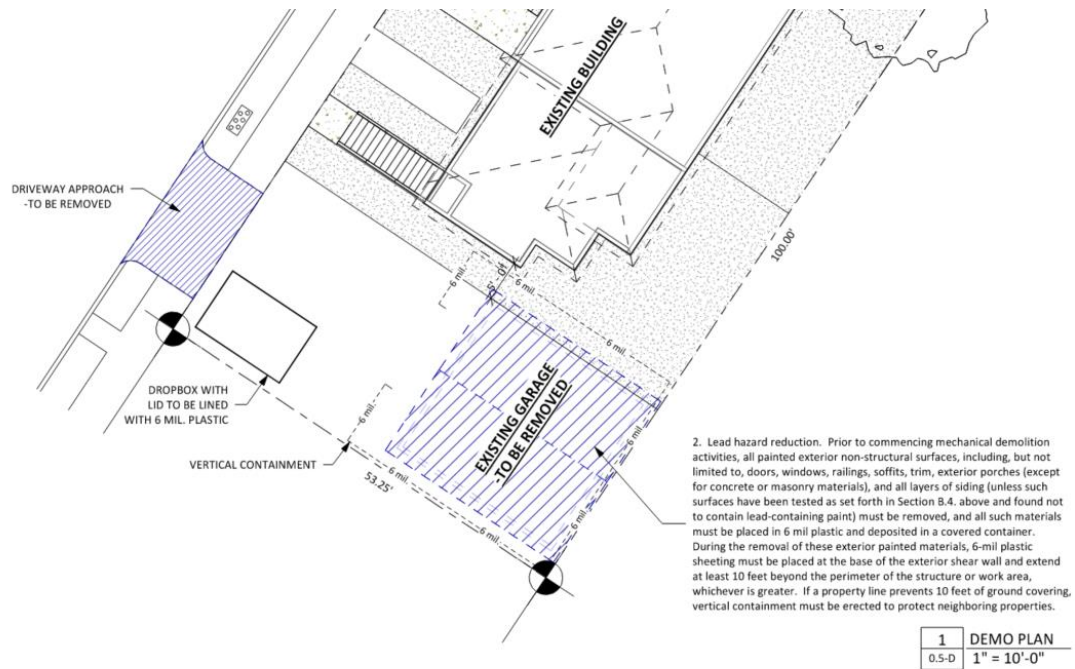 EXISTING BUILDING
DRIVEWAY APPROACH
-TO BE REMOVED
100.00'
6 mil.
5' - 0"
6 mil.
6 mil.
DROPBOX WITH
LID TO BE LINED
WITH 6 MIL. PLASTIC
6 mil.
EXISTING GARAGE
-TO BE REMOVED
6 mil.
VERTICAL CONTAINMENT
53.25'
6 mil.
6 mil.
6 mil.
2. Lead hazard reduction. Prior to commencing mechanical demolition
activities, all painted exterior non-structural surfaces, including, but not
limited to, doors, windows, railings, soffits, trim, exterior porches (except
for concrete or masonry materials), and all layers of siding (unless such
surfaces have been tested as set forth in Section B.4. above and found not
to contain lead-containing paint) must be removed, and all such materials
must be placed in 6 mil plastic and deposited in a covered container.
During the removal of these exterior painted materials, 6-mil plastic
sheeting must be placed at the base of the exterior shear wall and extend
at least 10 feet beyond the perimeter of the structure or work area,
whichever is greater. If a property line prevents 10 feet of ground covering,
vertical containment must be erected to protect neighboring properties.
1 DEMO PLAN
0.5-D 1" = 10'-0"